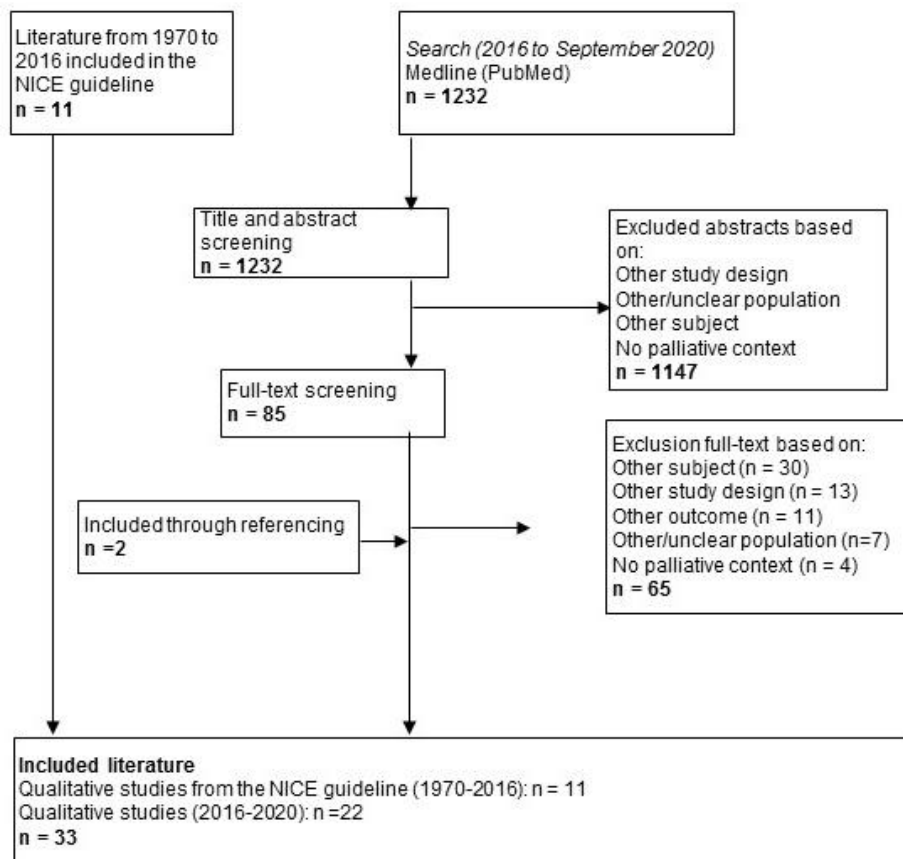 Literature from 1970 to
2016 included in the
NICE guideline
n = 11
Search (2016 to September 2020)
Medline (PubMed)
n = 1232
Title and abstract
screening
n = 1232
Excluded abstracts based
on:
Other study design
Other/unclear population
Other subject
No palliative context
n = 1147
Full-text screening
n = 85
Exclusion full-text based on:
Other subject (n = 30)
Other study design (n = 13)
Other outcome (n = 11)
Other/unclear population (n=7)
No palliative context (n = 4)
n = 65
Included through referencing
n =2
Included literature
Qualitative studies from the NICE guideline (1970-2016): n = 11
Qualitative studies (2016-2020): n =22
n = 33